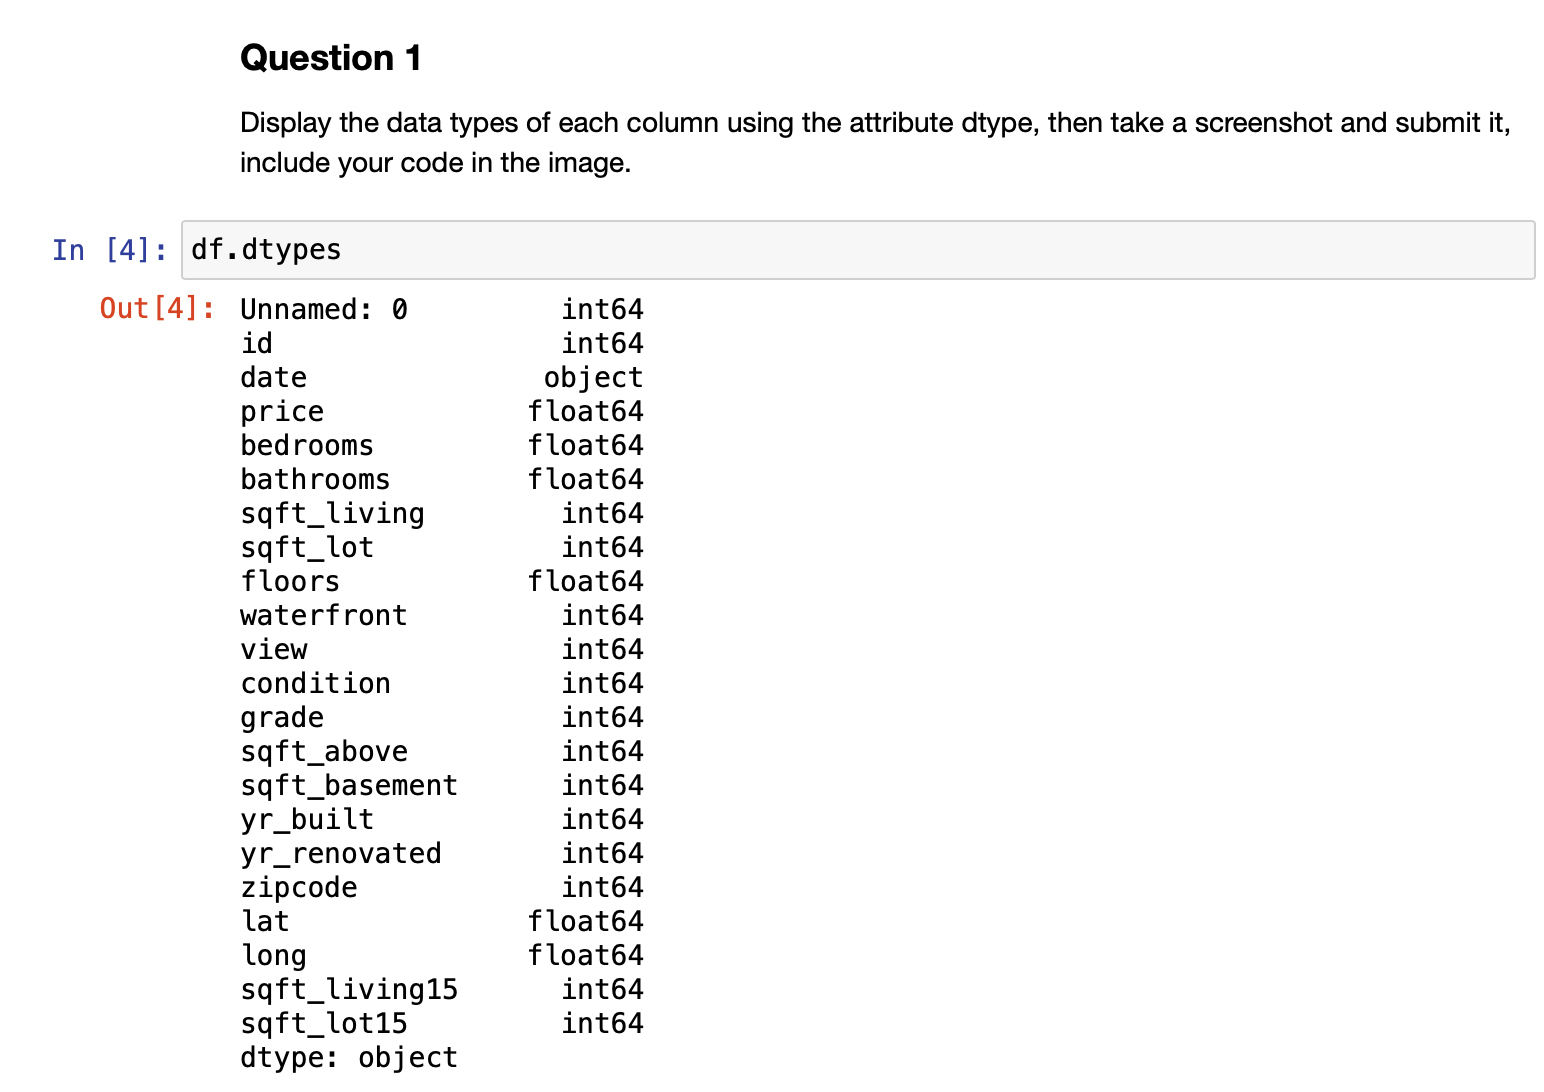 Question 1
Display the data types of each column using the attribute dtype, then take a screenshot and submit it,
include your code in the image.
In [4]: df.dtypes
Out[4]: Unnamed: 0 int64
id int64
date object
price float64
bedrooms float64
bathrooms float64
sqft_living int64
sqft_lot int64
floors float64
waterfront int64
view int64
condition int64
grade int64
sqft_above int64
sqft_basement int64
yr_built int64
yr_renovated int64
zipcode int64
lat float64
long float64
sqft_living15 int64
sqft_lot15 int64
dtype: object